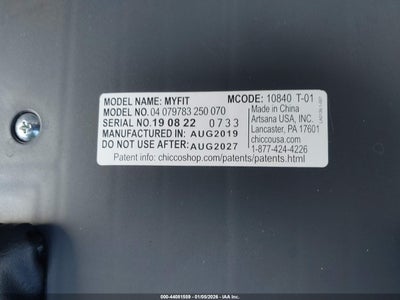 MODEL NAME: MYFIT MCODE: 10840 T-01
MODEL NO. 04 079783 250 070 Made in China
SERIAL NO. 19 08 22 0733 Artsana USA, INC.
MANUFACTURED IN: AUG2019 Lancaster, PA 17601
DO NOT USE AFTER: AUG2027 chiccousa.com
1-877-424-4226
Patent info: chiccoshop.com/patents/patents.html
000-44081559 - 01/05/2026 - IAA